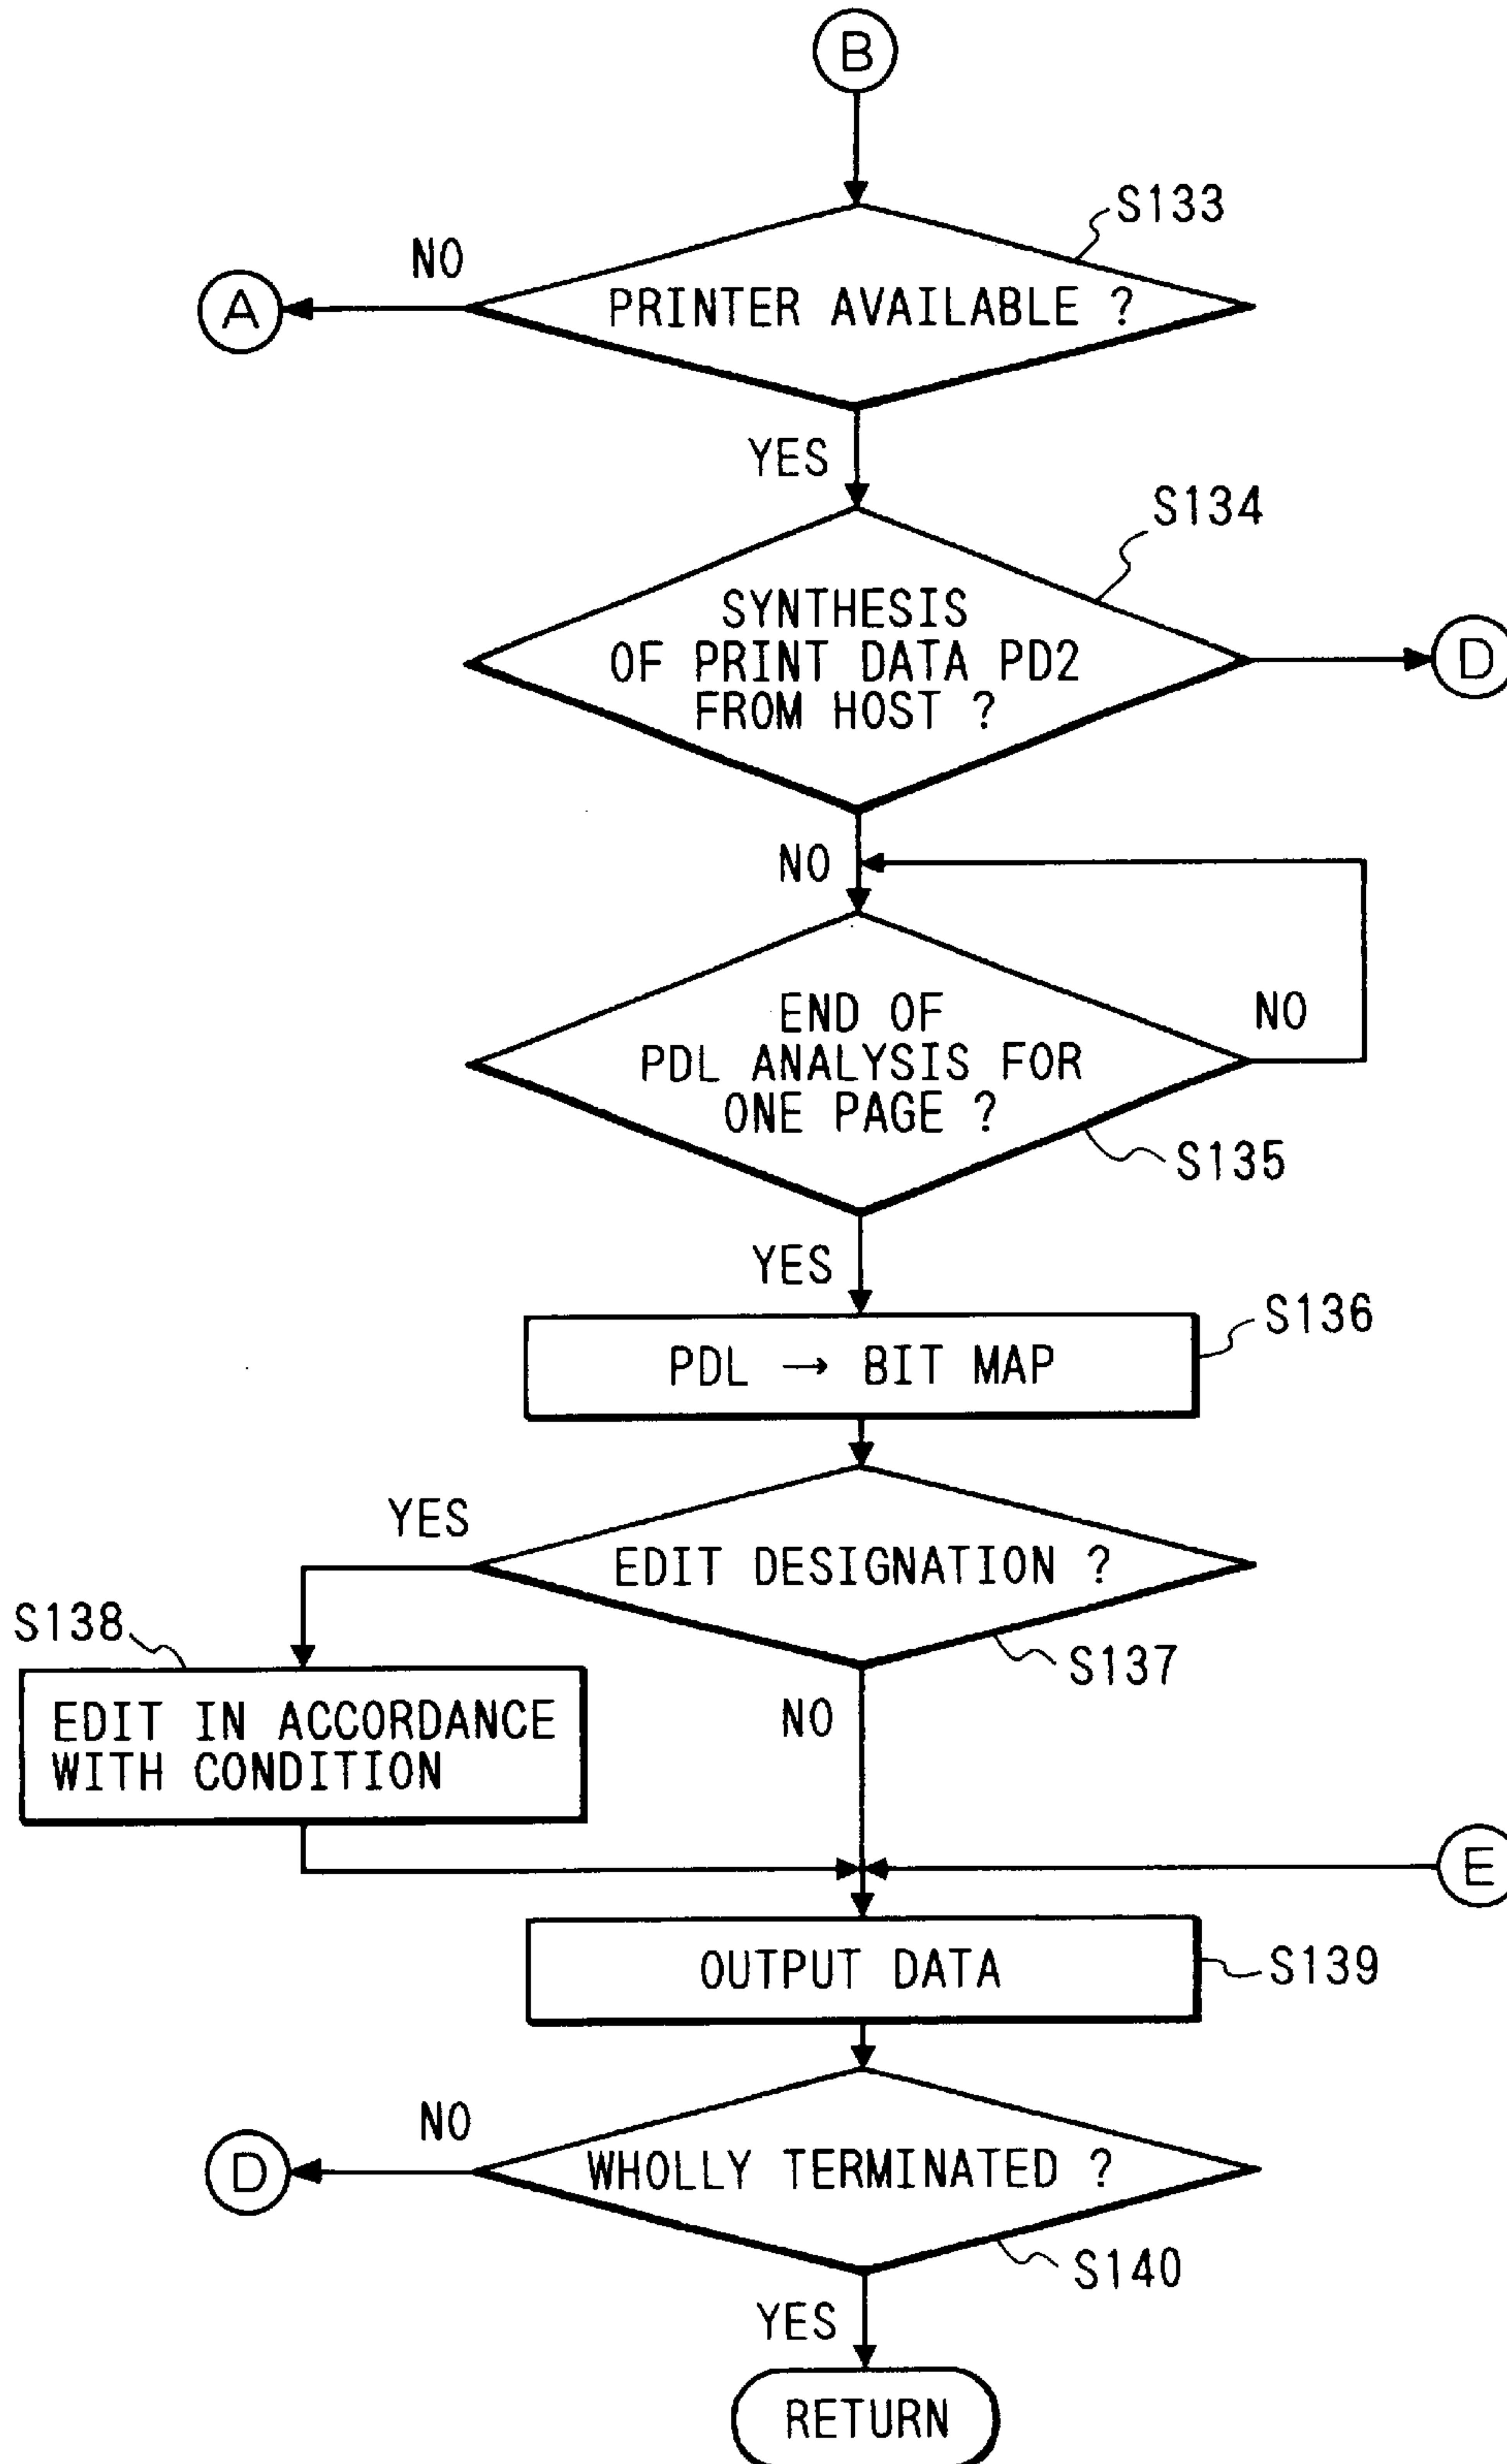 B
S133
NO
A
PRINTER AVAILABLE ?
YES
S134
SYNTHESIS
OF PRINT DATA PD2
FROM HOST ?
D
NO
END OF
PDL ANALYSIS FOR
ONE PAGE ?
NO
S135
YES
S136
PDL → BIT MAP
YES
EDIT DESIGNATION ?
S138
S137
EDIT IN ACCORDANCE
WITH CONDITION
NO
E
OUTPUT DATA
S139
NO
D
WHOLLY TERMINATED ?
S140
YES
RETURN